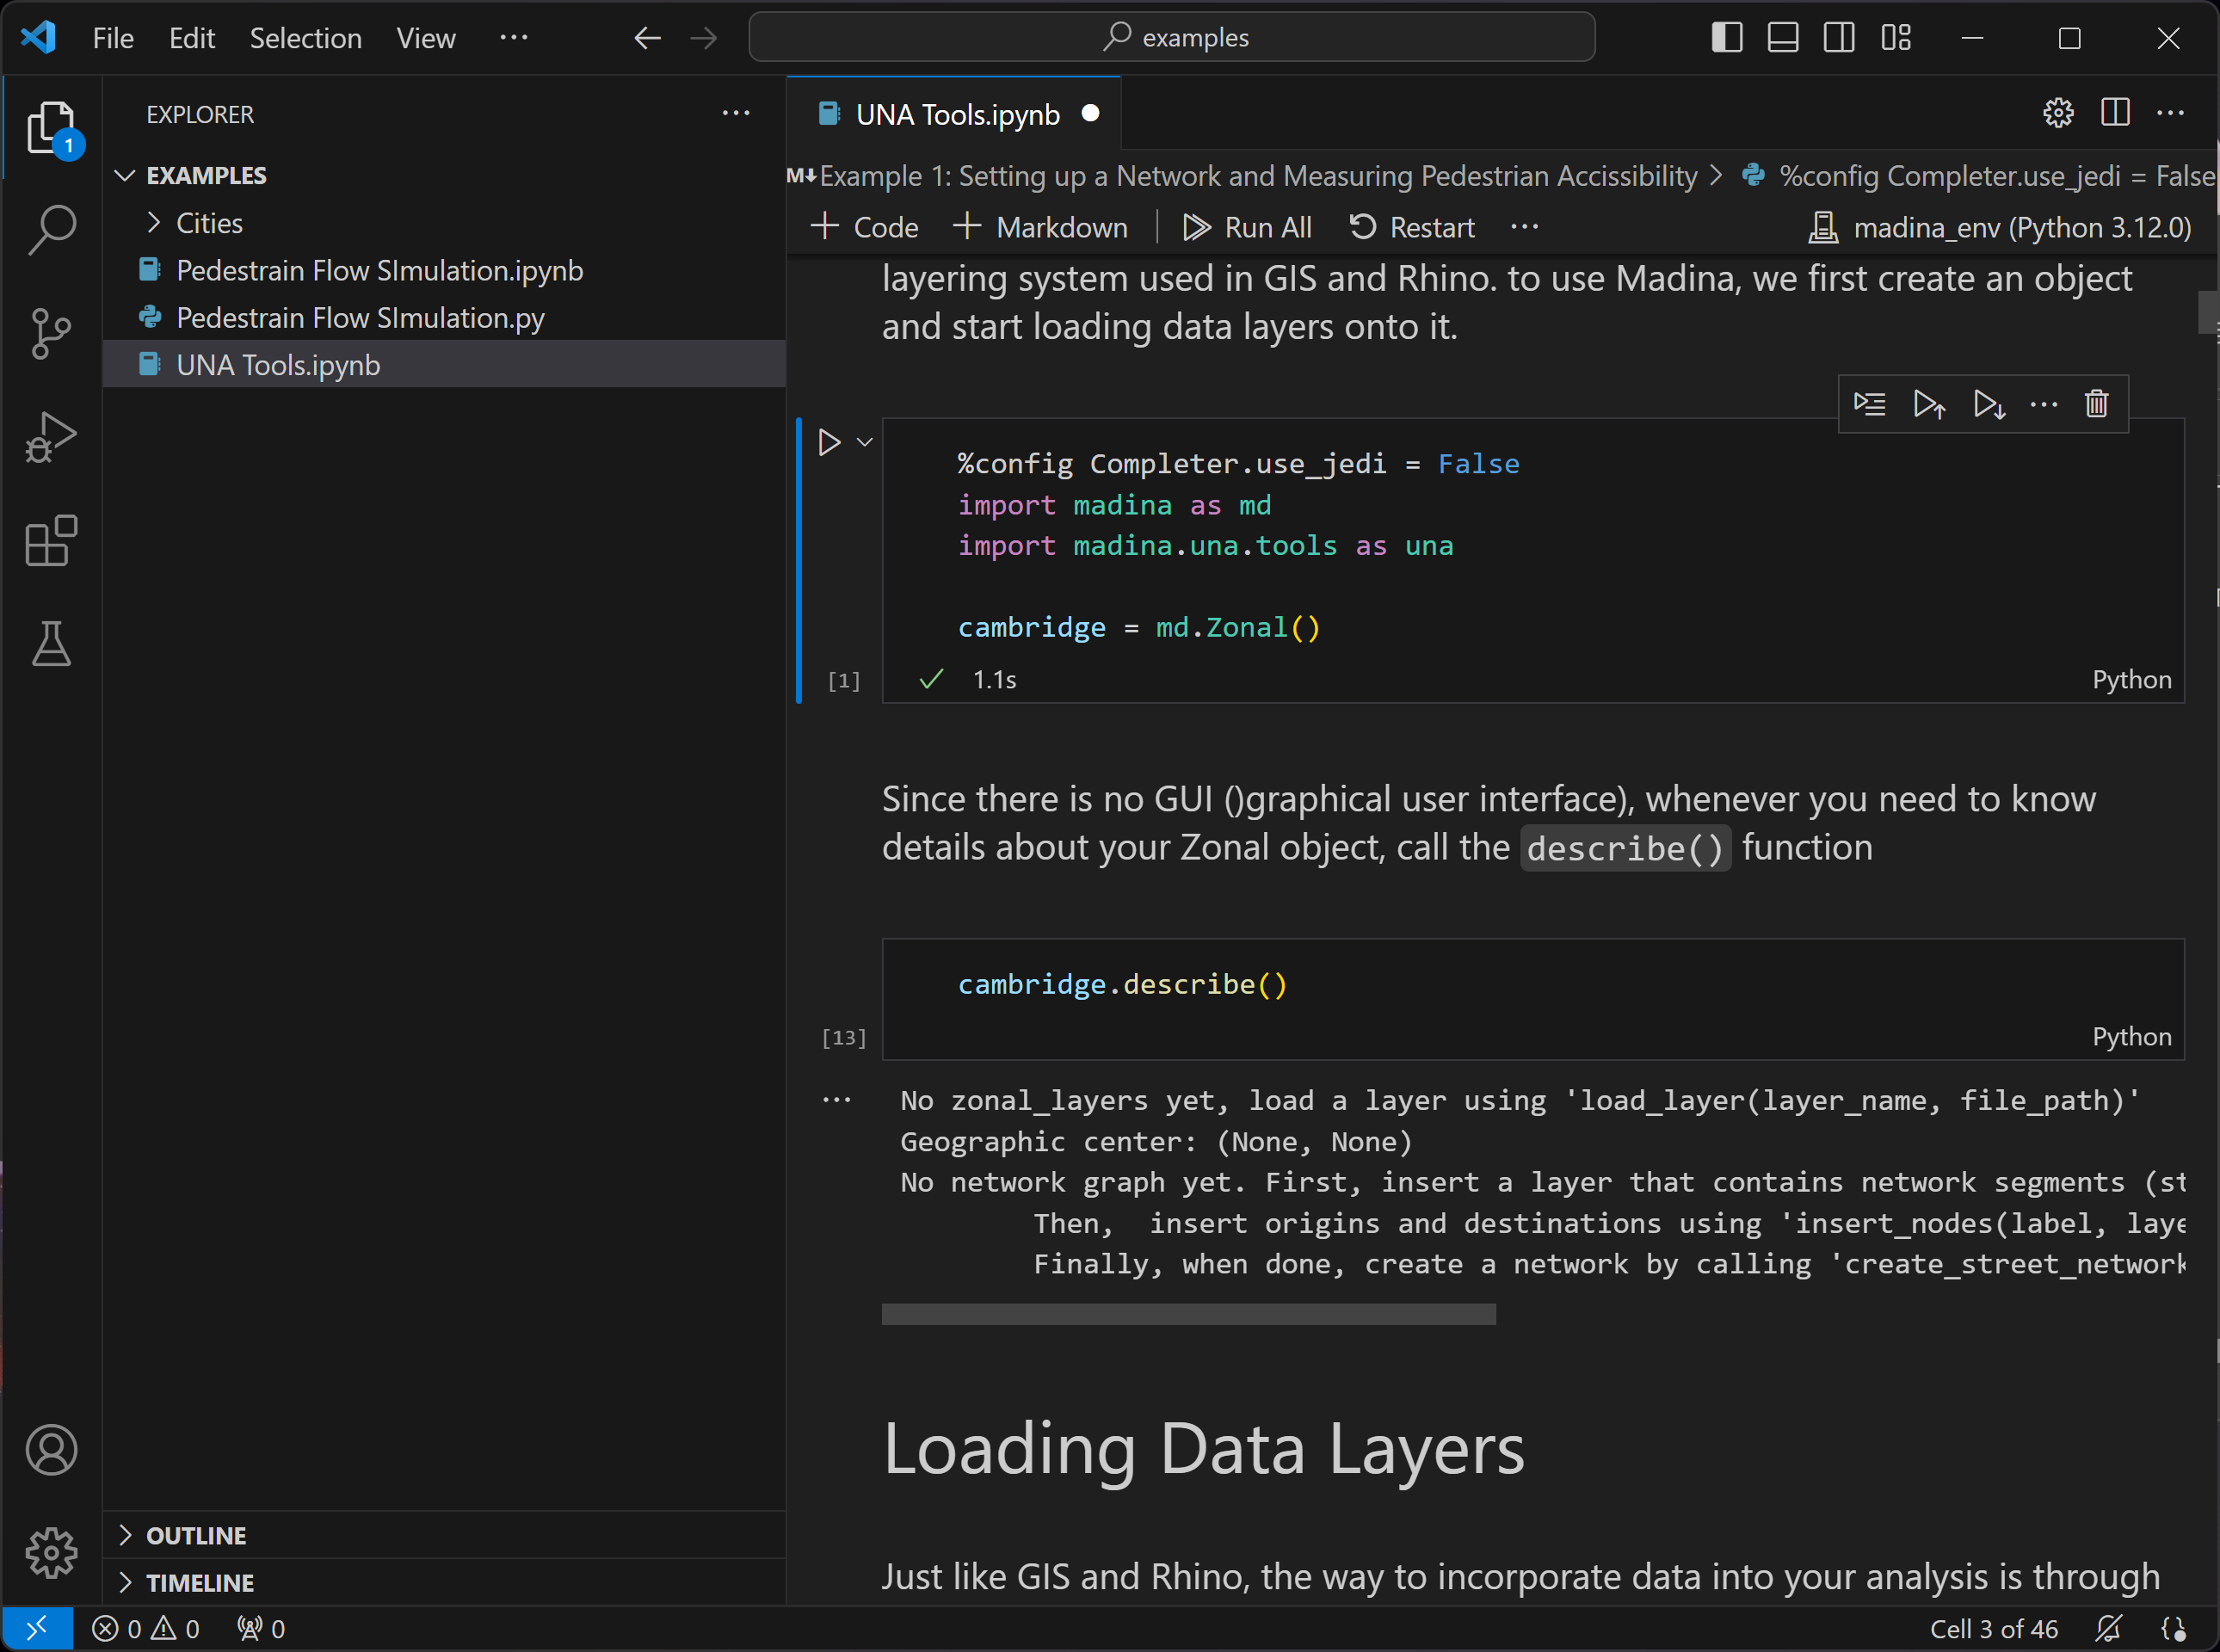 File Edit Selection View ··· examples
EXPLORER ···
EXAMPLES
Cities
Pedestrain Flow SImulation.ipynb
Pedestrain Flow SImulation.py
UNA Tools.ipynb
OUTLINE
TIMELINE
UNA Tools.ipynb
M↓ Example 1: Setting up a Network and Measuring Pedestrian Accissibility > %config Completer.use_jedi = False
+ Code + Markdown | Run All Restart ··· madina_env (Python 3.12.0)
layering system used in GIS and Rhino. to use Madina, we first create an object
and start loading data layers onto it.
%config Completer.use_jedi = False
import madina as md
import madina.una.tools as una
cambridge = md.Zonal()
[1] ✓ 1.1s Python
Since there is no GUI ()graphical user interface), whenever you need to know
details about your Zonal object, call the describe() function
cambridge.describe()
[13] Python
··· No zonal_layers yet, load a layer using 'load_layer(layer_name, file_path)'
Geographic center: (None, None)
No network graph yet. First, insert a layer that contains network segments (st
Then,  insert origins and destinations using 'insert_nodes(label, laye
Finally, when done, create a network by calling 'create_street_network
Loading Data Layers
Just like GIS and Rhino, the way to incorporate data into your analysis is through
1
0 0 0 Cell 3 of 46